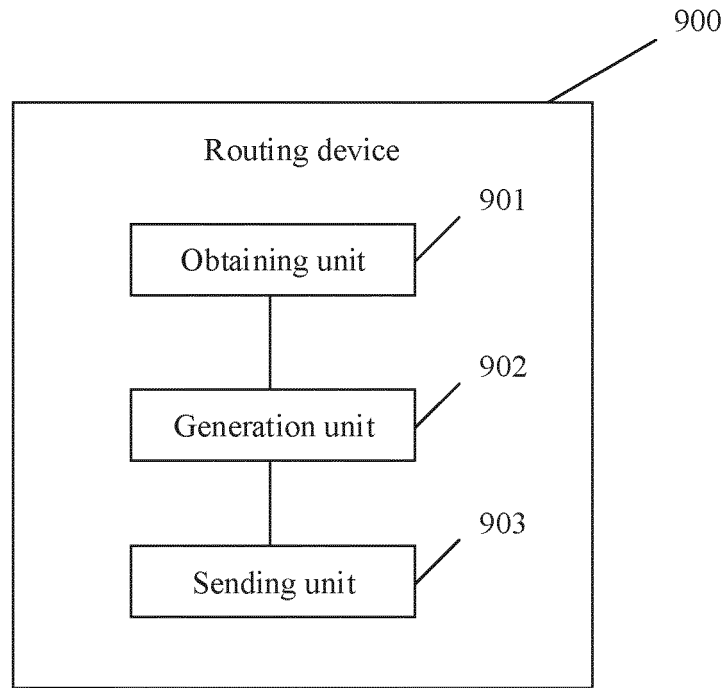 900
Routing device
901
Obtaining unit
902
Generation unit
903
Sending unit